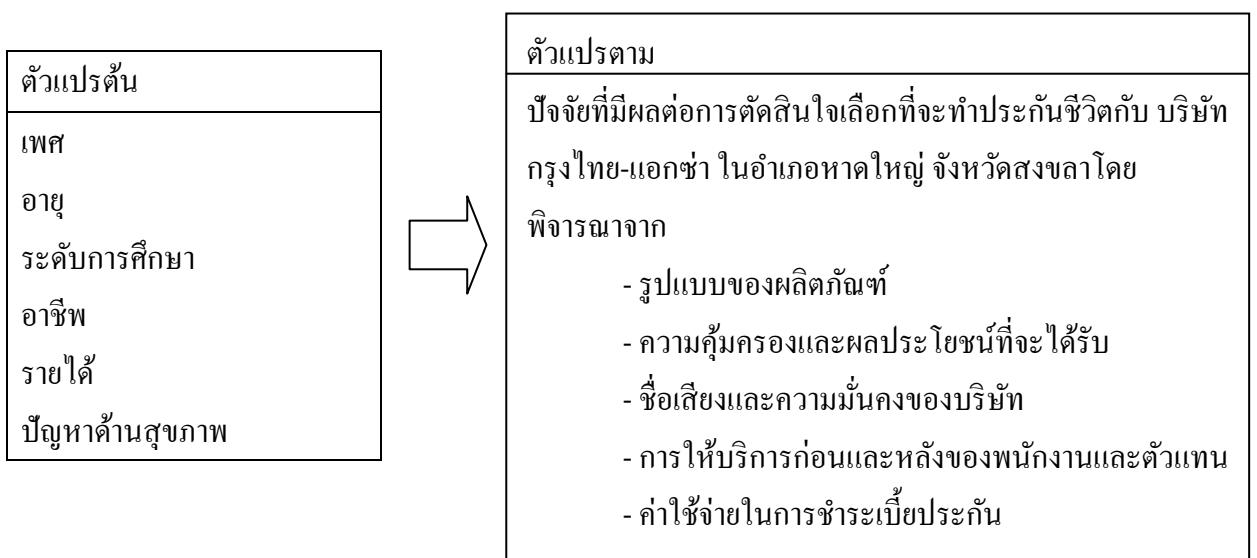 ตัวแปรต้น
เพศ
อายุ
ระดับการศึกษา
อาชีพ
รายได้
ปัญหาด้านสุขภาพ
ตัวแปรตาม
ปัจจัยที่มีผลต่อการตัดสินใจเลือกที่จะทำประกันชีวิตกับ บริษัท
กรุงไทย-แอกซ่า ในอำเภอหาดใหญ่ จังหวัดสงขลาโดย
พิจารณาจาก
- รูปแบบของผลิตภัณฑ์
- ความคุ้มครองและผลประโยชน์ที่จะได้รับ
- ชื่อเสียงและความมั่นคงของบริษัท
- การให้บริการก่อนและหลังของพนักงานและตัวแทน
- ค่าใช้จ่ายในการชำระเบี้ยประกัน